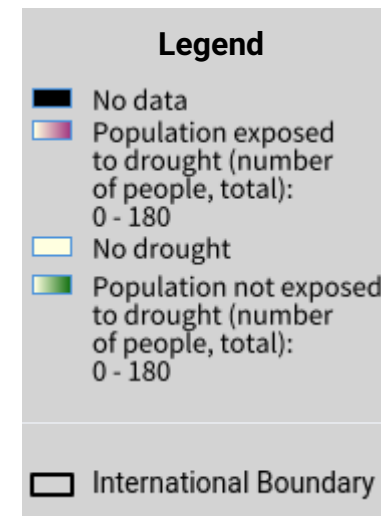 Legend
No data
Population exposed
to drought (number
of people, total):
0 - 180
No drought
Population not exposed
to drought (number
of people, total):
0 - 180
International Boundary